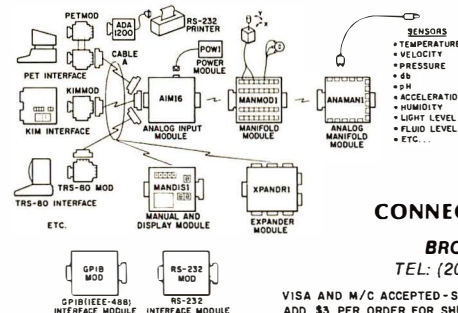 PETMOD
ADA
1200
RS-232
PRINTER
CABLE
A
POW1
POWER
MODULE
PET INTERFACE
KIMMOD
KIM INTERFACE
AIM16
ANALOG INPUT
MODULE
MANMOD1
MANIFOLD
MODULE
ANAMAN1
ANALOG
MANIFOLD
MODULE
SENSORS
• TEMPERATURE
• VELOCITY
• PRESSURE
• db
• pH
• ACCELERATIO
• HUMIDITY
• LIGHT LEVEL
• FLUID LEVEL
• ETC...
TRS-80 MOD
TRS-80 INTERFACE
ETC.
MANDIS1
MANUAL AND
DISPLAY MODULE
XPANDR1
EXPANDER
MODULE
GPIB
MOD
GPIB(IEEE-488)
INTERFACE MODULE
RS-232
MOD
RS-232
INTERFACE MODULE
CONNEC
BRO
TEL: (20
VISA AND M/C ACCEPTED-S
ADD $3 PER ORDER FOR SH